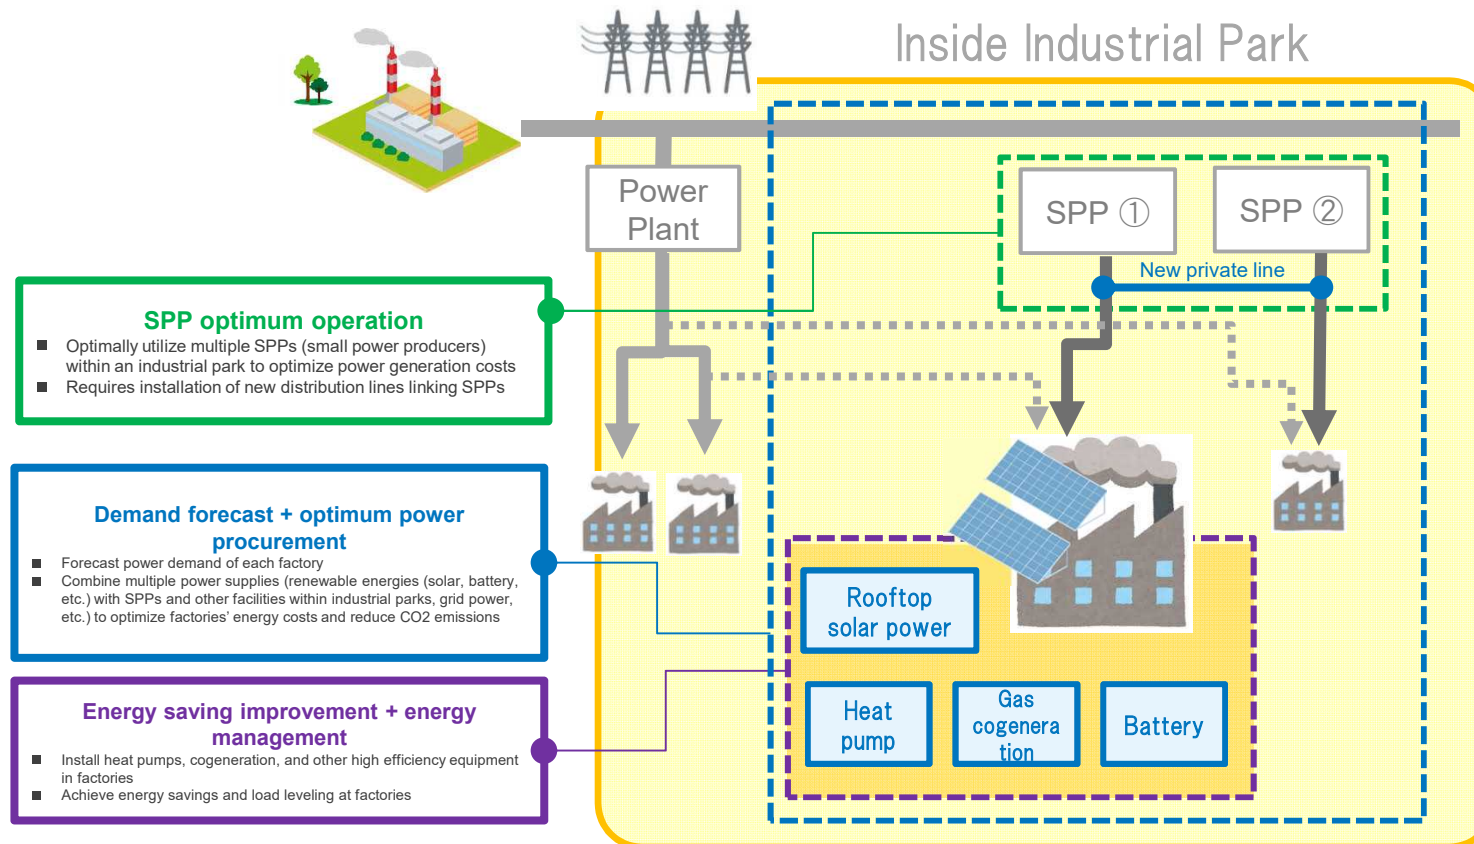 Inside Industrial Park
Power
Plant
SPP ①
SPP ②
New private line
SPP optimum operation
■ Optimally utilize multiple SPPs (small power producers)
within an industrial park to optimize power generation costs
■ Requires installation of new distribution lines linking SPPs
Demand forecast + optimum power
procurement
■ Forecast power demand of each factory
■ Combine multiple power supplies (renewable energies (solar, battery,
etc.) with SPPs and other facilities within industrial parks, grid power,
etc.) to optimize factories' energy costs and reduce CO2 emissions
Energy saving improvement + energy
management
■ Install heat pumps, cogeneration, and other high efficiency equipment
in factories
■ Achieve energy savings and load leveling at factories
Rooftop
solar power
Heat
pump
Gas
cogenera
tion
Battery